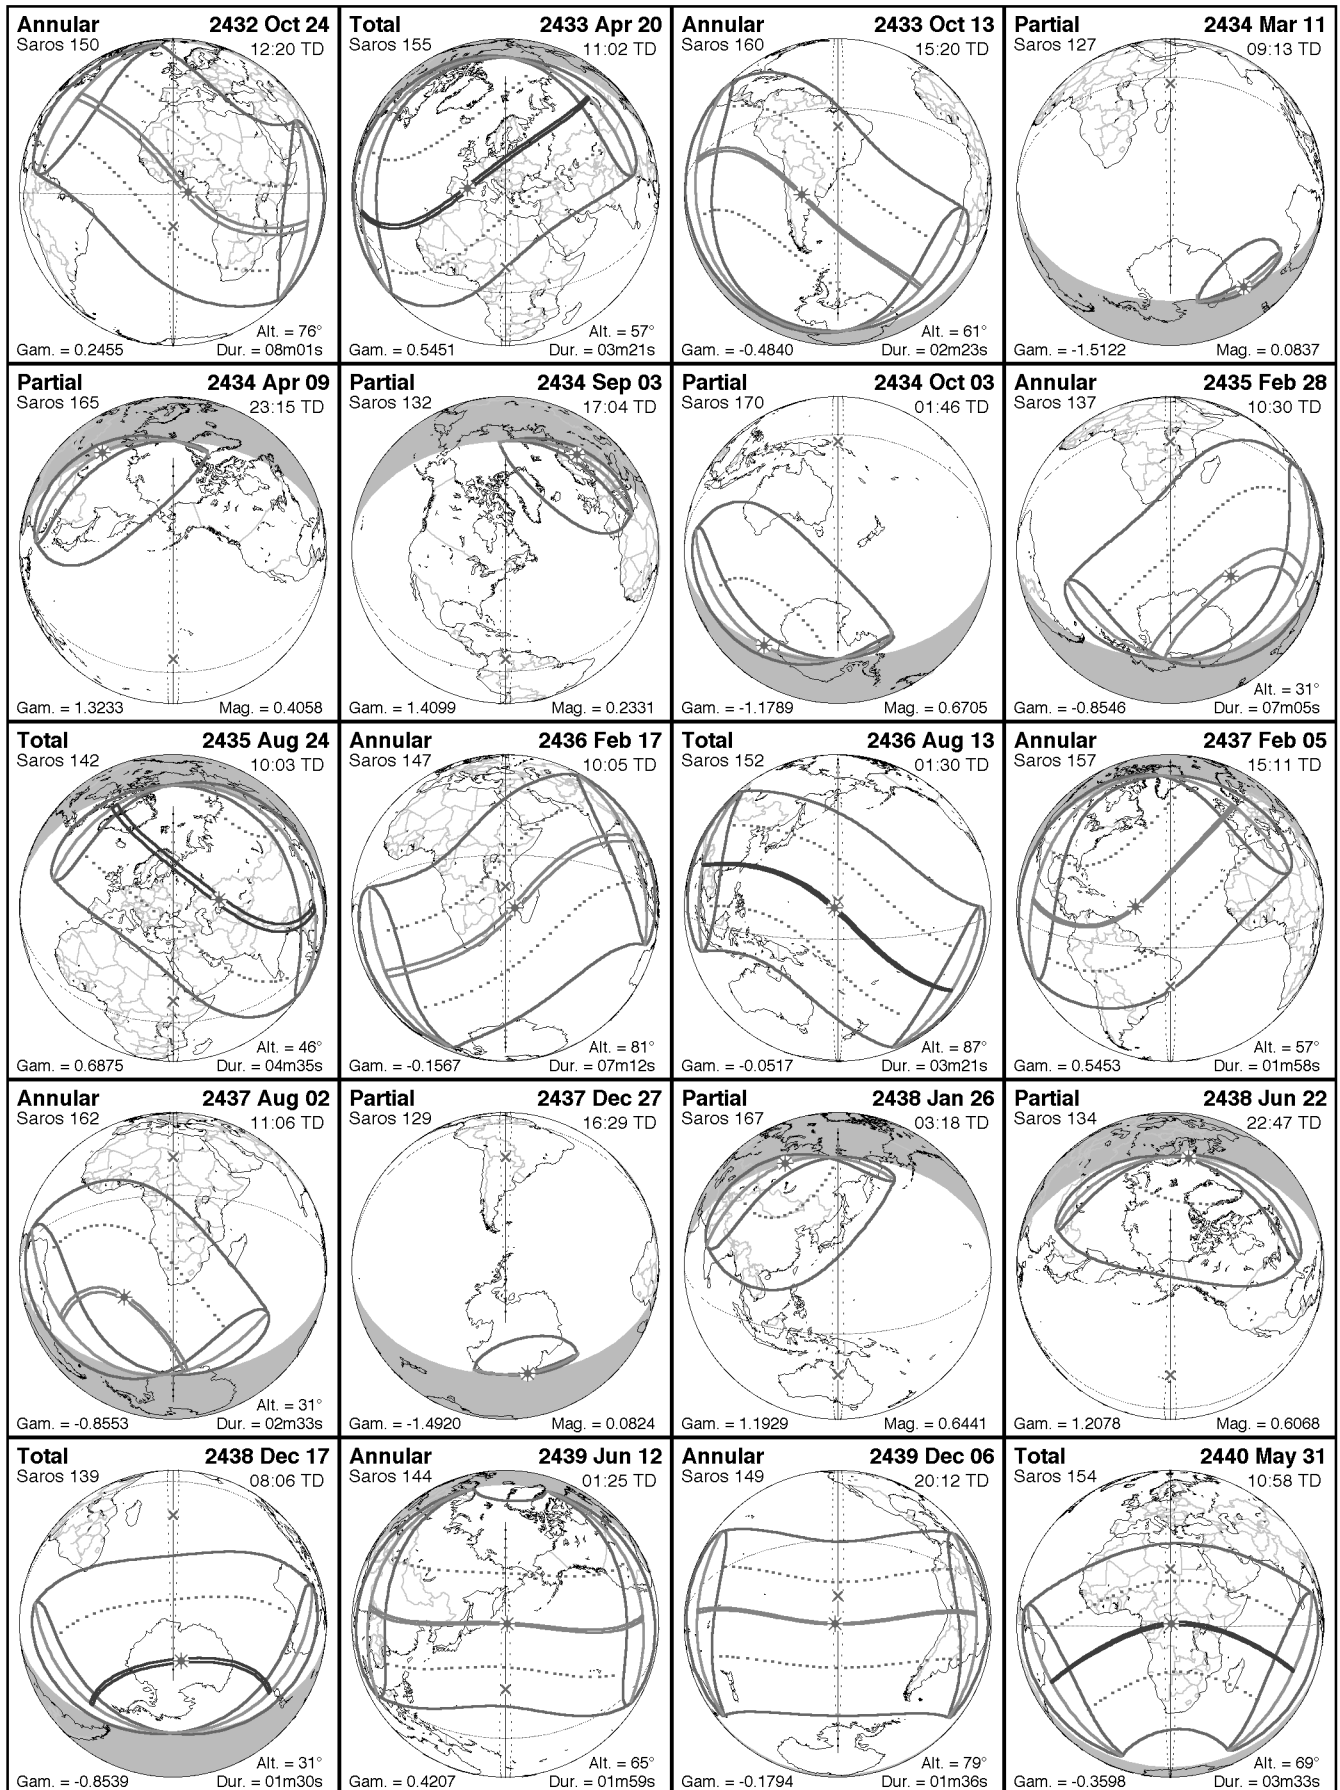 Annular 2432 Oct 24
Saros 150 12:20 TD
Alt. = 76°
Gam. = 0.2455 Dur. = 08m01s
Total 2433 Apr 20
Saros 155 11:02 TD
Alt. = 57°
Gam. = 0.5451 Dur. = 03m21s
Annular 2433 Oct 13
Saros 160 15:20 TD
Alt. = 61°
Gam. = -0.4840 Dur. = 02m23s
Partial 2434 Mar 11
Saros 127 09:13 TD
Gam. = -1.5122 Mag. = 0.0837
Partial 2434 Apr 09
Saros 165 23:15 TD
Gam. = 1.3233 Mag. = 0.4058
Partial 2434 Sep 03
Saros 132 17:04 TD
Gam. = 1.4099 Mag. = 0.2331
Partial 2434 Oct 03
Saros 170 01:46 TD
Gam. = -1.1789 Mag. = 0.6705
Annular 2435 Feb 28
Saros 137 10:30 TD
Alt. = 31°
Gam. = -0.8546 Dur. = 07m05s
Total 2435 Aug 24
Saros 142 10:03 TD
Alt. = 46°
Gam. = 0.6875 Dur. = 04m35s
Annular 2436 Feb 17
Saros 147 10:05 TD
Alt. = 81°
Gam. = -0.1567 Dur. = 07m12s
Total 2436 Aug 13
Saros 152 01:30 TD
Alt. = 87°
Gam. = -0.0517 Dur. = 03m21s
Annular 2437 Feb 05
Saros 157 15:11 TD
Alt. = 57°
Gam. = 0.5453 Dur. = 01m58s
Annular 2437 Aug 02
Saros 162 11:06 TD
Alt. = 31°
Gam. = -0.8553 Dur. = 02m33s
Partial 2437 Dec 27
Saros 129 16:29 TD
Gam. = -1.4920 Mag. = 0.0824
Partial 2438 Jan 26
Saros 167 03:18 TD
Gam. = 1.1929 Mag. = 0.6441
Partial 2438 Jun 22
Saros 134 22:47 TD
Gam. = 1.2078 Mag. = 0.6068
Total 2438 Dec 17
Saros 139 08:06 TD
Alt. = 31°
Gam. = -0.8539 Dur. = 01m30s
Annular 2439 Jun 12
Saros 144 01:25 TD
Alt. = 65°
Gam. = 0.4207 Dur. = 01m59s
Annular 2439 Dec 06
Saros 149 20:12 TD
Alt. = 79°
Gam. = -0.1794 Dur. = 01m36s
Total 2440 May 31
Saros 154 10:58 TD
Alt. = 69°
Gam. = -0.3598 Dur. = 03m33s